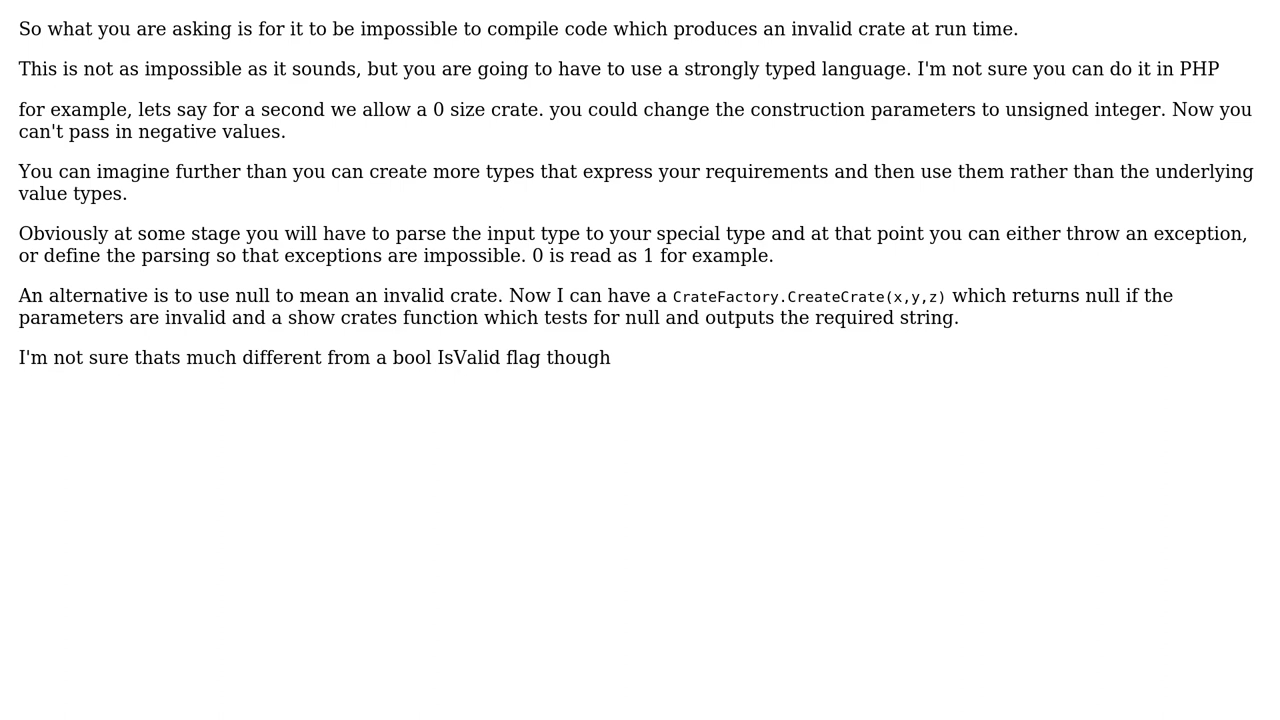 So what you are asking is for it to be impossible to compile code which produces an invalid crate at run time.
This is not as impossible as it sounds, but you are going to have to use a strongly typed language. I'm not sure you can do it in PHP
for example, lets say for a second we allow a 0 size crate. you could change the construction parameters to unsigned integer. Now you
can't pass in negative values.
You can imagine further than you can create more types that express your requirements and then use them rather than the underlying
value types.
Obviously at some stage you will have to parse the input type to your special type and at that point you can either throw an exception,
or define the parsing so that exceptions are impossible. 0 is read as 1 for example.
An alternative is to use null to mean an invalid crate. Now I can have a CrateFactory.CreateCrate(x,y,z) which returns null if the
parameters are invalid and a show crates function which tests for null and outputs the required string.
I'm not sure thats much different from a bool IsValid flag though